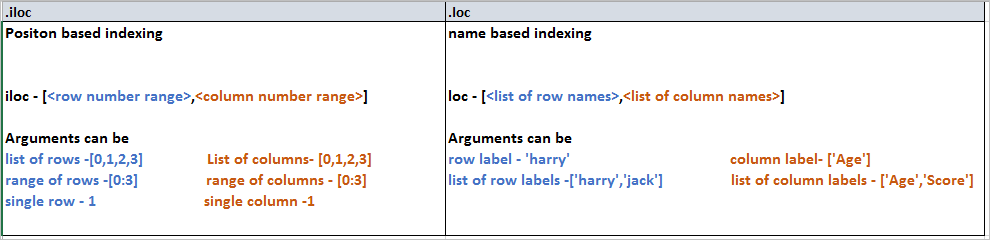 .iloc
.loc
Positon based indexing
name based indexing
iloc - [<row number range>,<column number range>]
loc - [<list of row names>,<list of column names>]
Arguments can be
Arguments can be
list of rows -[0,1,2,3] List of columns- [0,1,2,3]
row label - 'harry' column label- ['Age']
range of rows -[0:3] range of columns - [0:3]
list of row labels -['harry','jack'] list of column labels - ['Age','Score']
single row - 1 single column -1